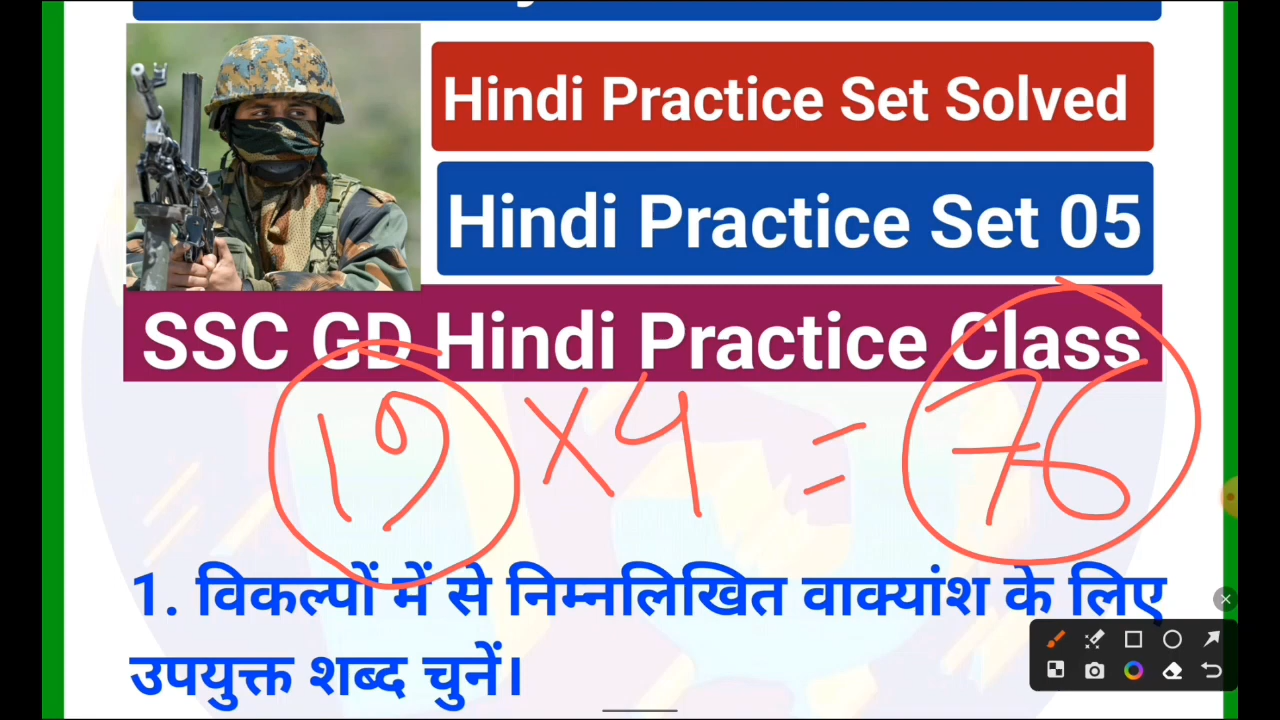 Hindi Practice Set Solved
Hindi Practice Set 05
SSC GD Hindi Practice Class
19 × 4 = 76
1. विकल्पों में से निम्नलिखित वाक्यांश के लिए
उपयुक्त शब्द चुनें।